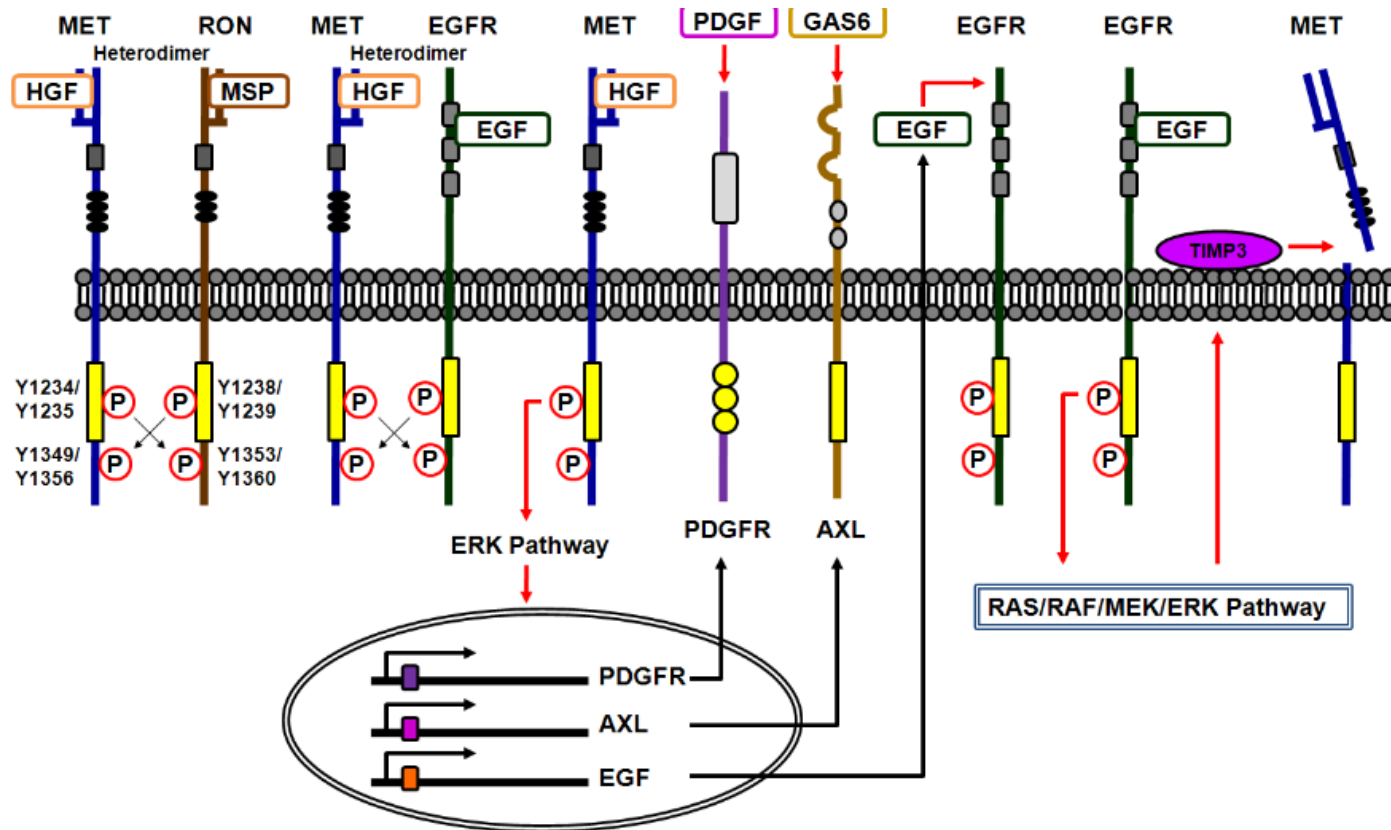 MET
RON
MET
EGFR
MET
PDGF
GAS6
EGFR
EGFR
MET
Heterodimer
Heterodimer
HGF
MSP
HGF
EGF
HGF
EGF
EGF
TIMP3
Y1234/
Y1235
P
P
Y1238/
Y1239
P
P
P
P
P
Y1349/
Y1356
P
P
Y1353/
Y1360
P
P
P
P
P
ERK Pathway
PDGFR
AXL
RAS/RAF/MEK/ERK Pathway
PDGFR
AXL
EGF